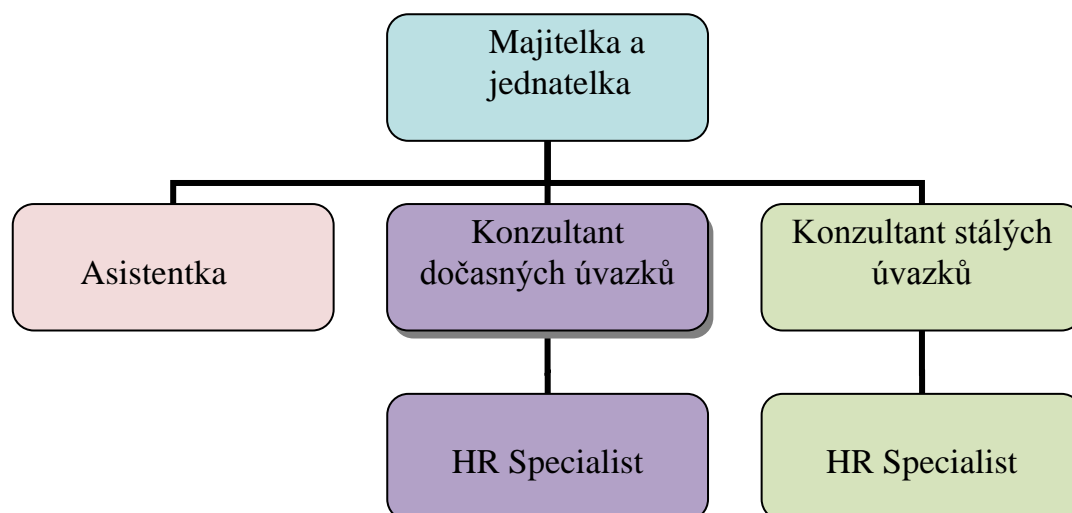 Majitelka a
jednatelka
Asistentka
Konzultant
dočasných úvazků
Konzultant stálých
úvazků
HR Specialist
HR Specialist